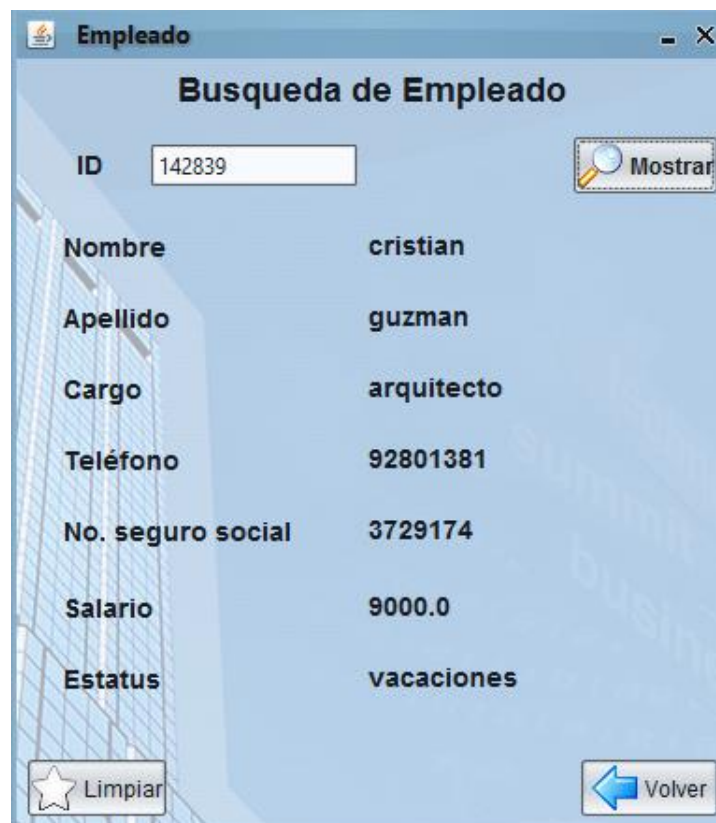 Empleado
Busqueda de Empleado
ID 142839 Mostrar
Nombre cristian
Apellido guzman
Cargo arquitecto
Teléfono 92801381
No. seguro social 3729174
Salario 9000.0
Estatus vacaciones
Limpiar Volver
summit